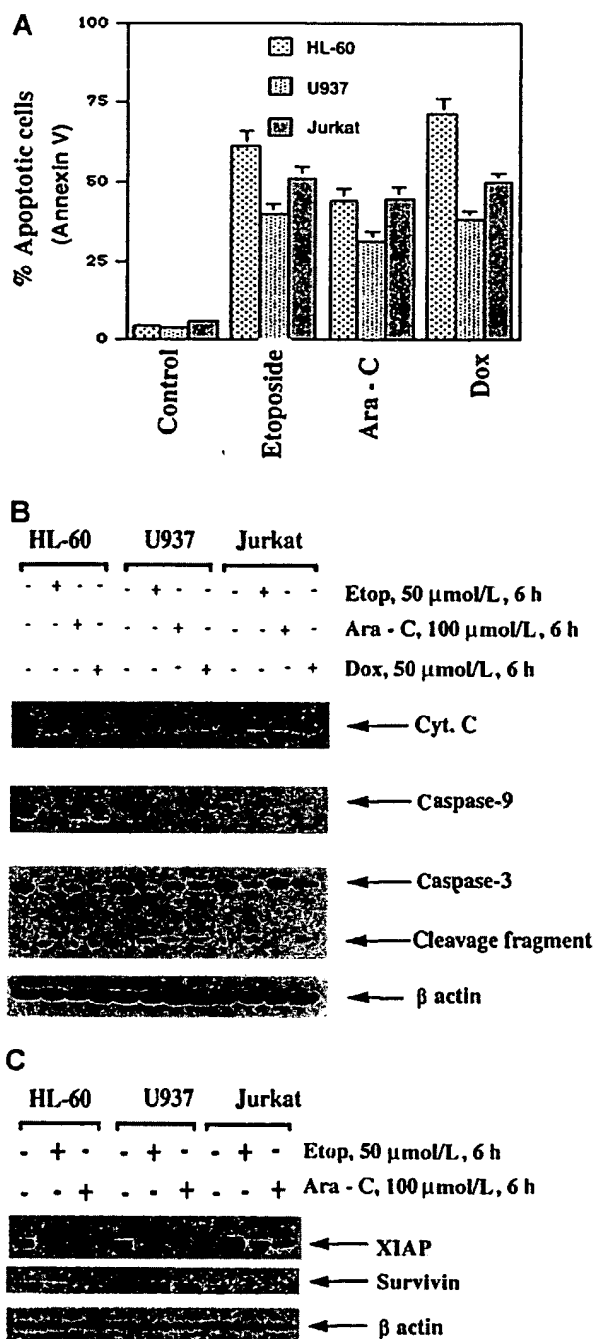 A
100
75
50
25
0
% Apoptotic cells
(Annexin V)
HL-60
U937
Jurkat
Control
Etoposide
Ara - C
Dox
B
HL-60 U937 Jurkat
- + - - - + - - - + - - Etop, 50 µmol/L, 6 h
- - + - - - + - - - + - Ara - C, 100 µmol/L, 6 h
- - - + - - - + - - - + Dox, 50 µmol/L, 6 h
Cyt. C
Caspase-9
Caspase-3
Cleavage fragment
β actin
C
HL-60 U937 Jurkat
- + - - + - - + - Etop, 50 µmol/L, 6 h
- - + - - + - - + Ara - C, 100 µmol/L, 6 h
XIAP
Survivin
β actin